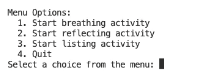 Menu Options:
1. Start breathing activity
2. Start reflecting activity
3. Start listing activity
4. Quit
Select a choice from the menu: